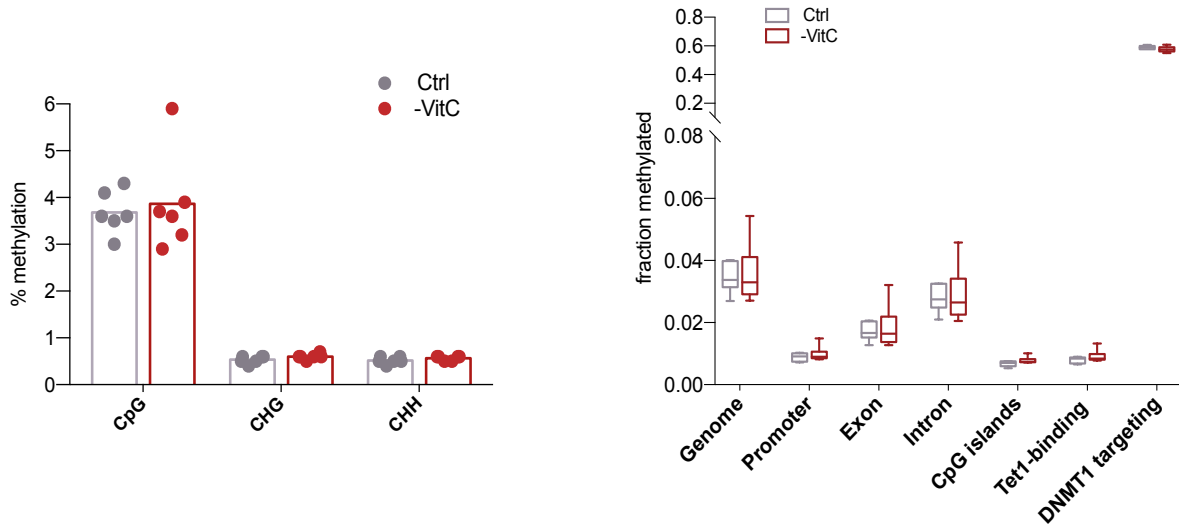 Ctrl
-VitC
% methylation
6
5
4
3
2
1
0
CpG
CHG
CHH
Ctrl
-VitC
fraction methylated
0.8
0.6
0.4
0.2
0.08
0.06
0.04
0.02
0.00
Genome
Promoter
Exon
Intron
CpG islands
Tet1-binding
DNMT1 targeting